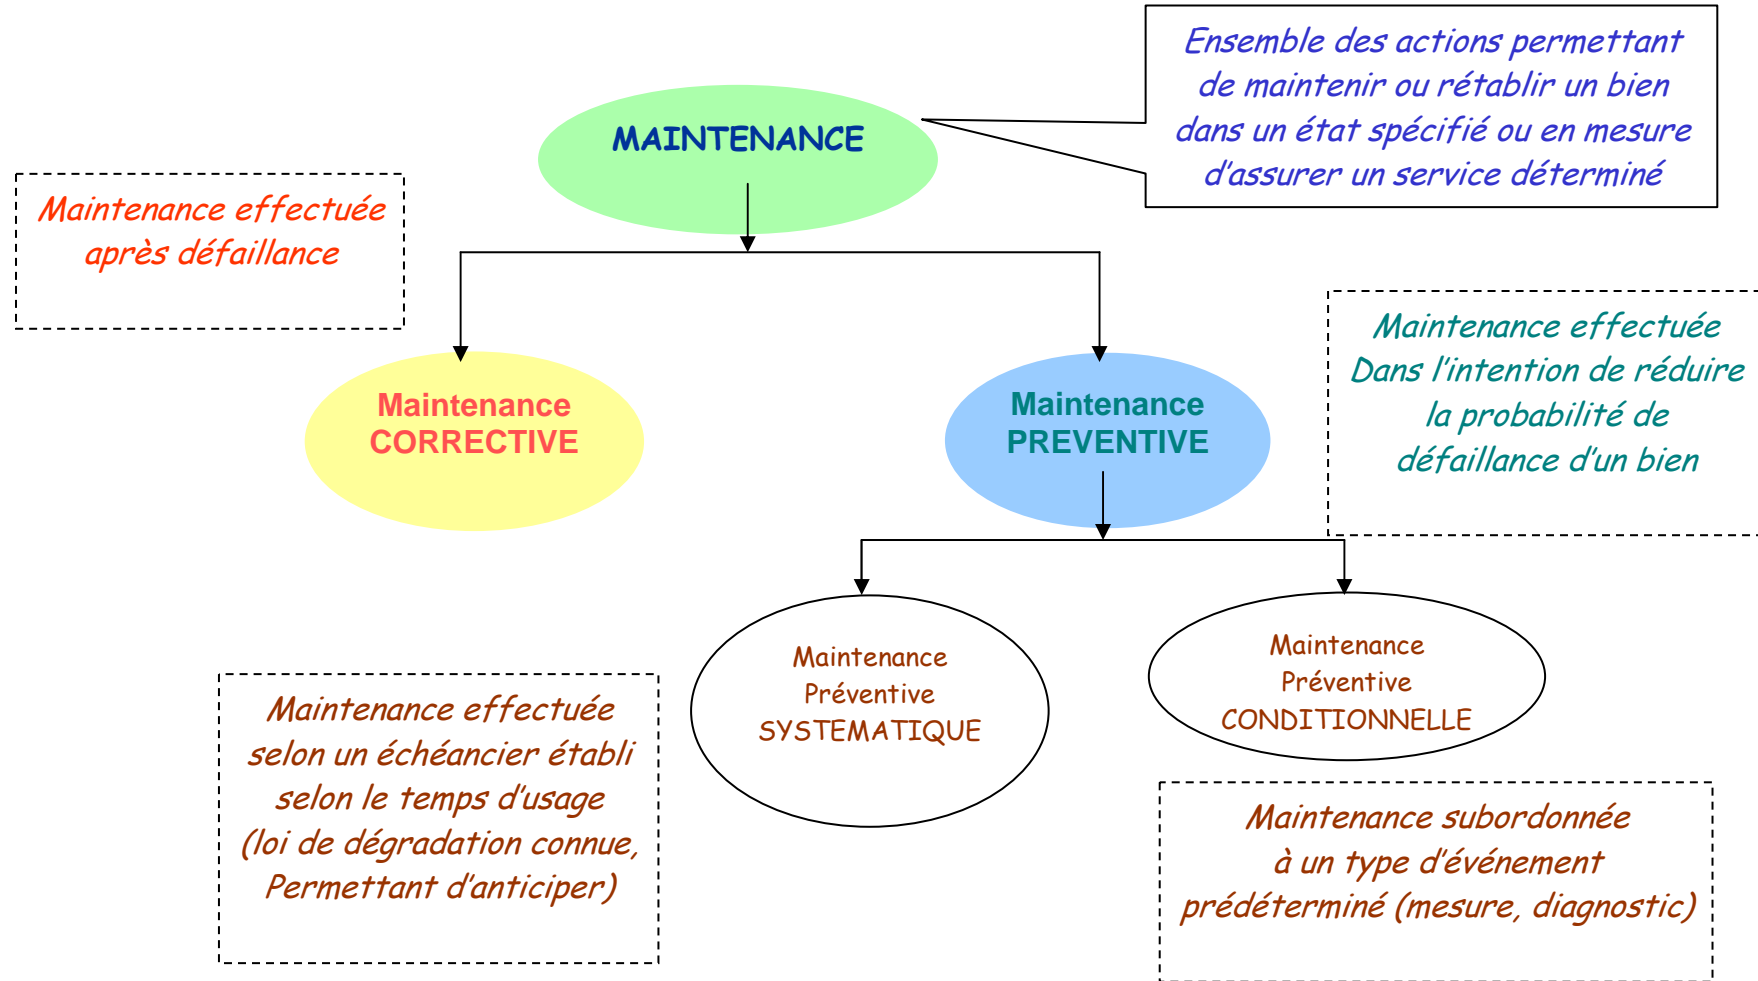 Ensemble des actions permettant
de maintenir ou rétablir un bien
dans un état spécifié ou en mesure
d'assurer un service déterminé
MAINTENANCE
Maintenance effectuée
après défaillance
Maintenance effectuée
Dans l'intention de réduire
la probabilité de
défaillance d'un bien
Maintenance
CORRECTIVE
Maintenance
PREVENTIVE
Maintenance
Préventive
SYSTEMATIQUE
Maintenance
Préventive
CONDITIONNELLE
Maintenance effectuée
selon un échéancier établi
selon le temps d'usage
(loi de dégradation connue,
Permettant d'anticiper)
Maintenance subordonnée
à un type d'événement
prédéterminé (mesure, diagnostic)